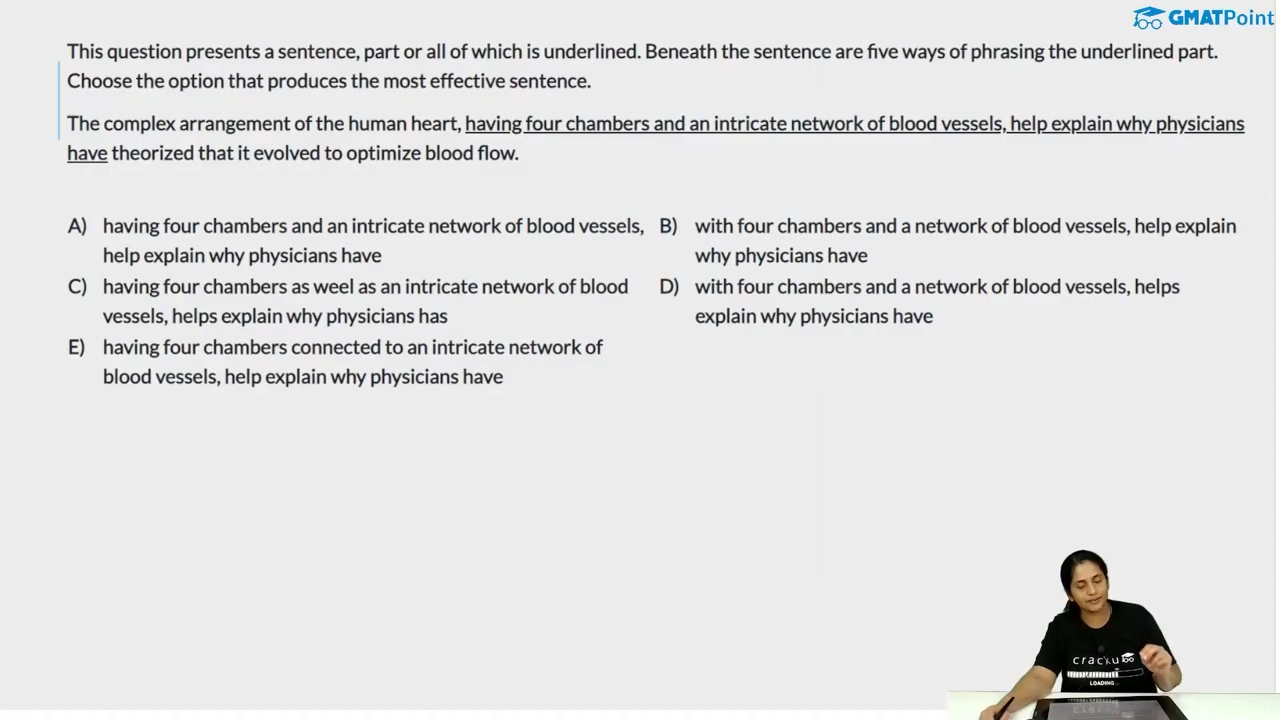 GMATPoint
This question presents a sentence, part or all of which is underlined. Beneath the sentence are five ways of phrasing the underlined part.
Choose the option that produces the most effective sentence.
The complex arrangement of the human heart, having four chambers and an intricate network of blood vessels, help explain why physicians
have theorized that it evolved to optimize blood flow.
A) having four chambers and an intricate network of blood vessels,
help explain why physicians have
B) with four chambers and a network of blood vessels, help explain
why physicians have
C) having four chambers as weel as an intricate network of blood
vessels, helps explain why physicians has
D) with four chambers and a network of blood vessels, helps
explain why physicians have
E) having four chambers connected to an intricate network of
blood vessels, help explain why physicians have
cracku
LOADING